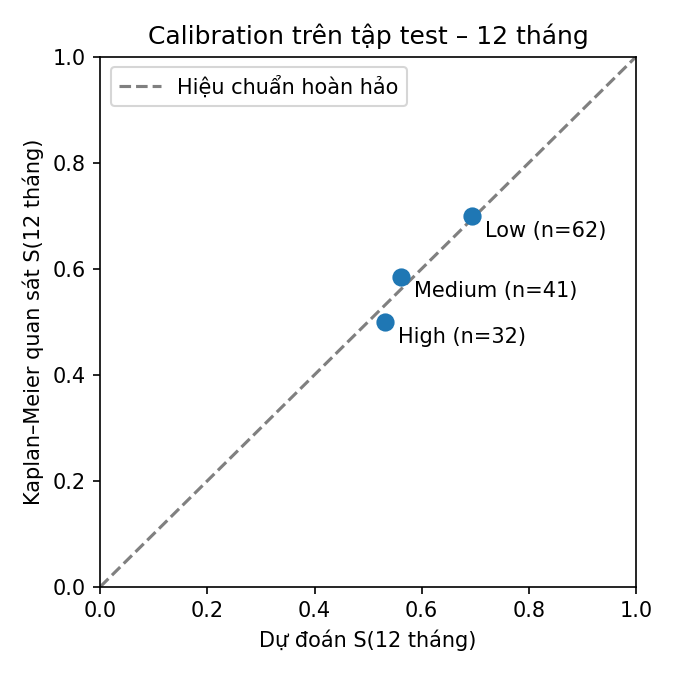 Calibration trên tập test – 12 tháng
Hiệu chuẩn hoàn hảo
Kaplan–Meier quan sát S(12 tháng)
1.0
0.8
0.6
0.4
0.2
0.0
Low (n=62)
Medium (n=41)
High (n=32)
0.0 0.2 0.4 0.6 0.8 1.0
Dự đoán S(12 tháng)